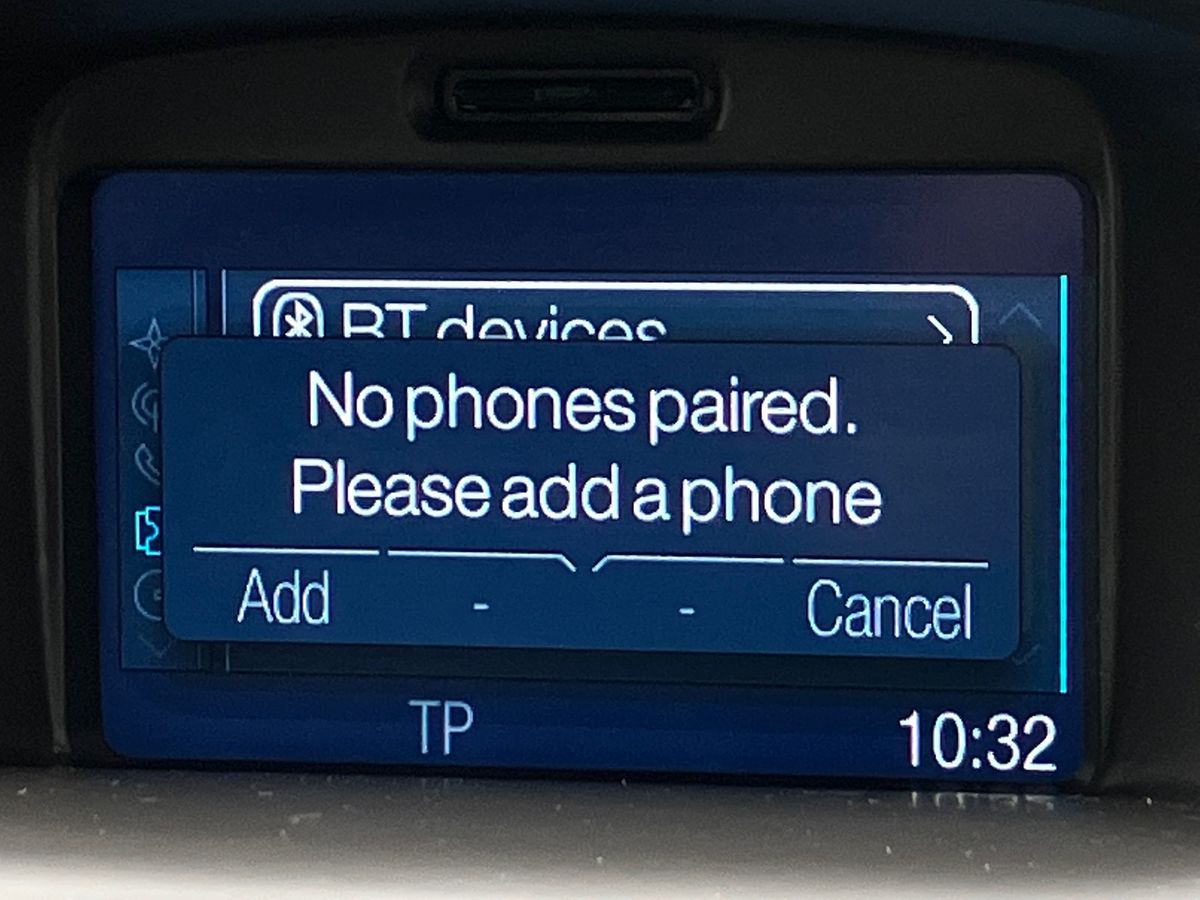 BT devices
No phones paired.
Please add a phone
Add - - Cancel
TP 10:32